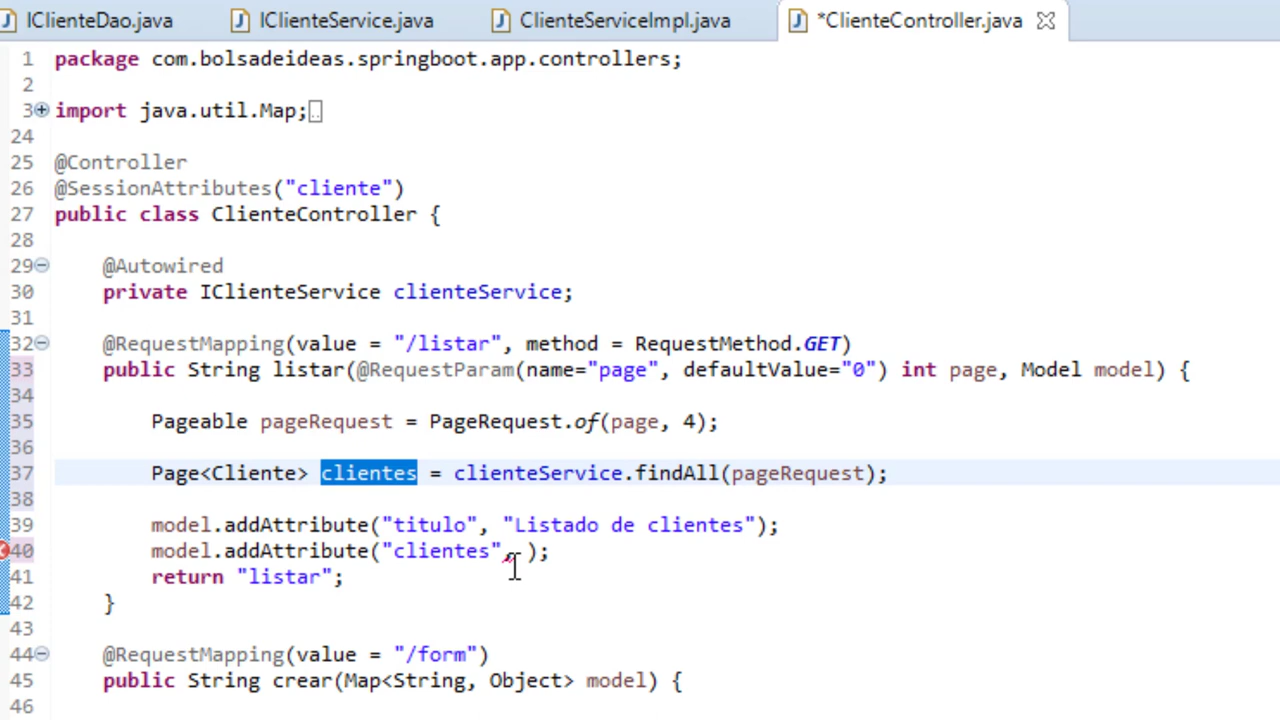 IClienteDao.java IClienteService.java ClienteServiceImpl.java *ClienteController.java
1 package com.bolsadeideas.springboot.app.controllers;
2
3 import java.util.Map;
24
25 @Controller
26 @SessionAttributes("cliente")
27 public class ClienteController {
28
29 @Autowired
30 private IClienteService clienteService;
31
32 @RequestMapping(value = "/listar", method = RequestMethod.GET)
33 public String listar(@RequestParam(name="page", defaultValue="0") int page, Model model) {
34
35 Pageable pageRequest = PageRequest.of(page, 4);
36
37 Page<Cliente> clientes = clienteService.findAll(pageRequest);
38
39 model.addAttribute("titulo", "Listado de clientes");
40 model.addAttribute("clientes", );
41 return "listar";
42 }
43
44 @RequestMapping(value = "/form")
45 public String crear(Map<String, Object> model) {
46